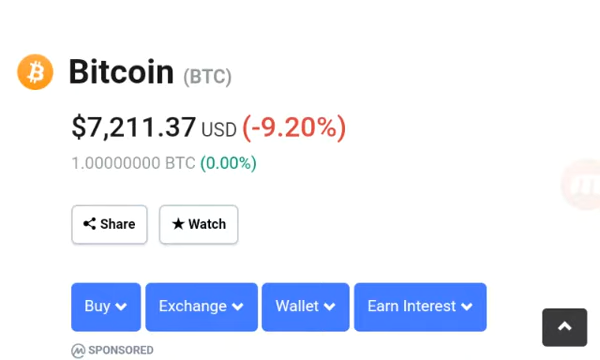 Bitcoin (BTC)
$7,211.37 USD (-9.20%)
1.00000000 BTC (0.00%)
Share Watch
Buy Exchange Wallet Earn Interest
SPONSORED